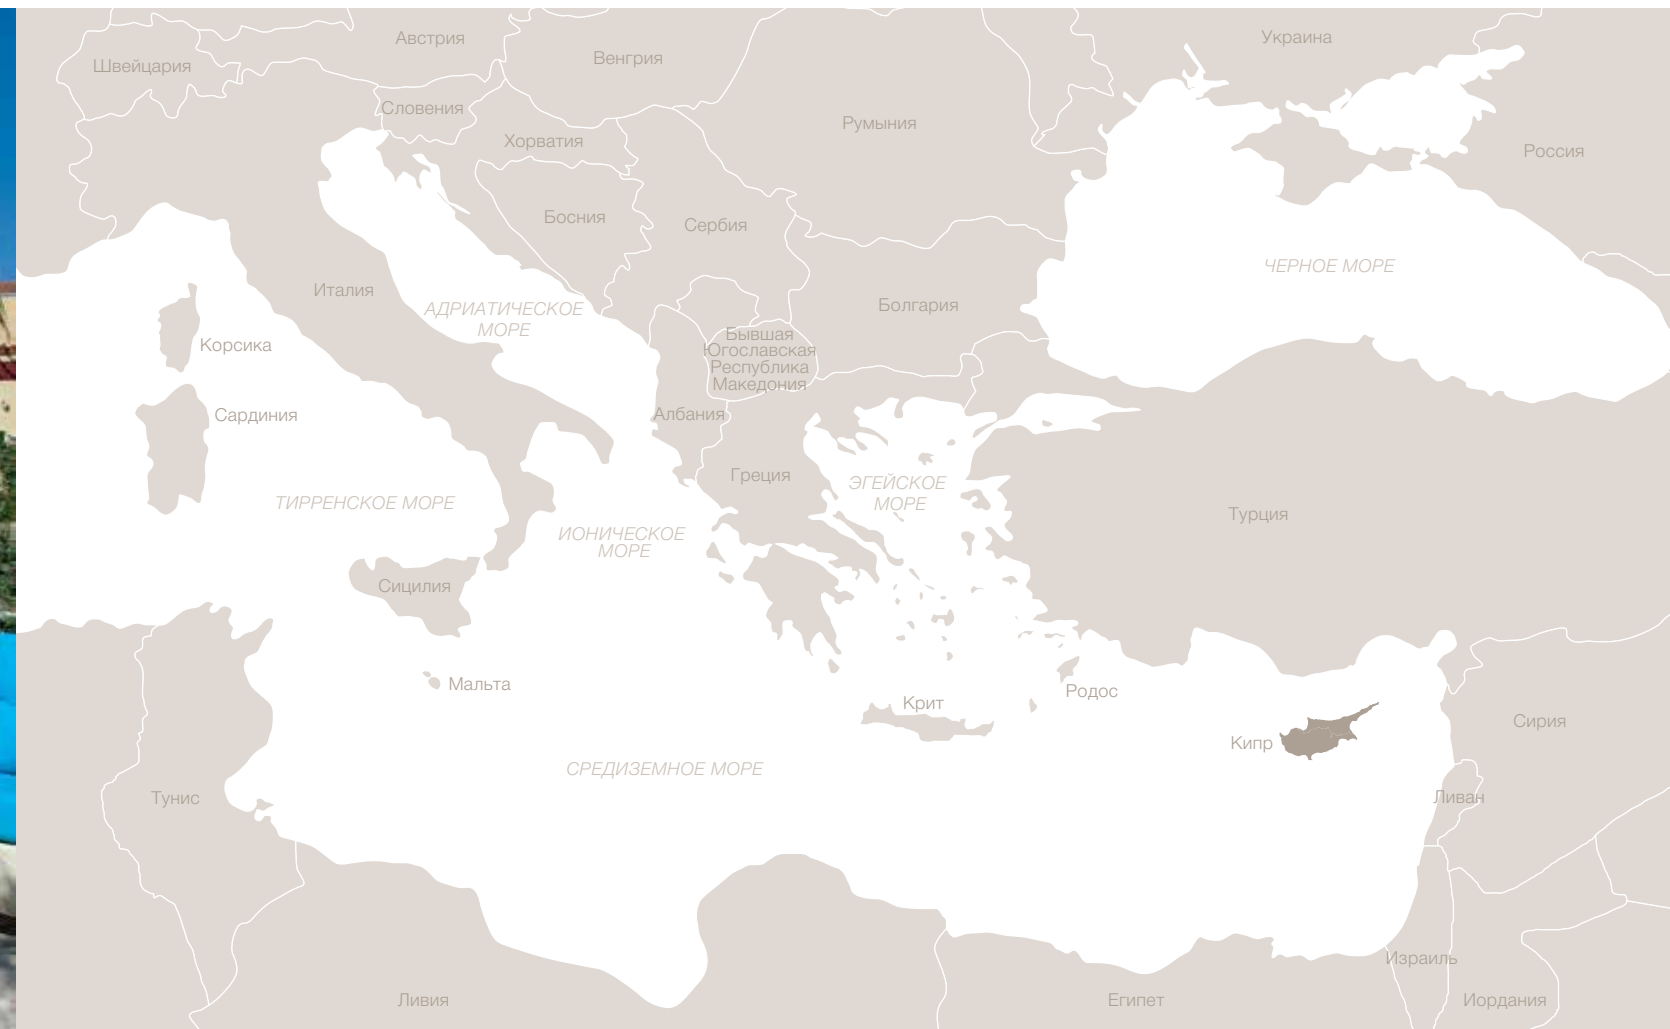 Австрия
Украина
Венгрия
Швейцария
Словения
Румыния
Хорватия
Россия
Босния
Сербия
ЧЕРНОЕ МОРЕ
Италия
АДРИАТИЧЕСКОЕ
МОРЕ
Болгария
Бывшая
Югославская
Республика
Македония
Корсика
Сардиния
Албания
Греция
ЭГЕЙСКОЕ
МОРЕ
ТИРРЕНСКОЕ МОРЕ
Турция
ИОНИЧЕСКОЕ
МОРЕ
Сицилия
Мальта
Родос
Крит
Сирия
Кипр
СРЕДИЗЕМНОЕ МОРЕ
Тунис
Ливан
Израиль
Ливия
Египет
Иордания